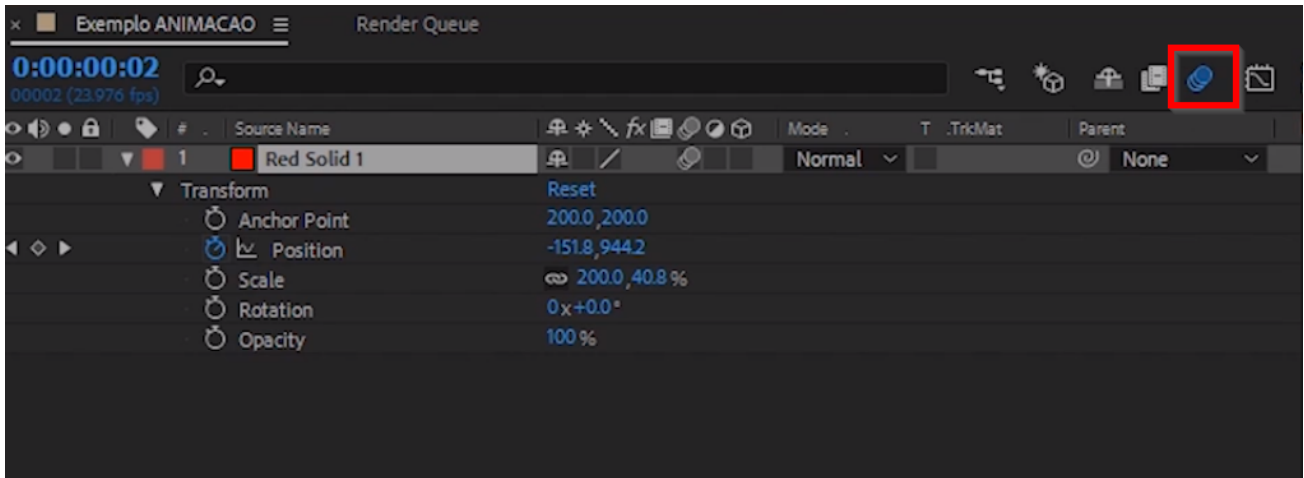 × Exemplo ANIMACAO ≡ Render Queue
0:00:00:02
00002 (23.976 fps)
# . Source Name fx Mode . T .TrkMat Parent
1 Red Solid 1 Normal None
Transform Reset
Anchor Point 200.0,200.0
Position -151.8,944.2
Scale 200.0,40.8%
Rotation 0x+0.0°
Opacity 100%